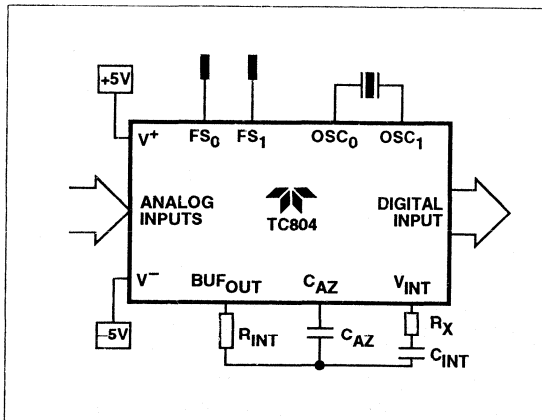 +5V
V+
FS0 FS1 OSC0 OSC1
ANALOG
INPUTS
TC804
DIGITAL
INPUT
V−
−5V
BUFOUT CAZ VINT
RINT CAZ RX
CINT